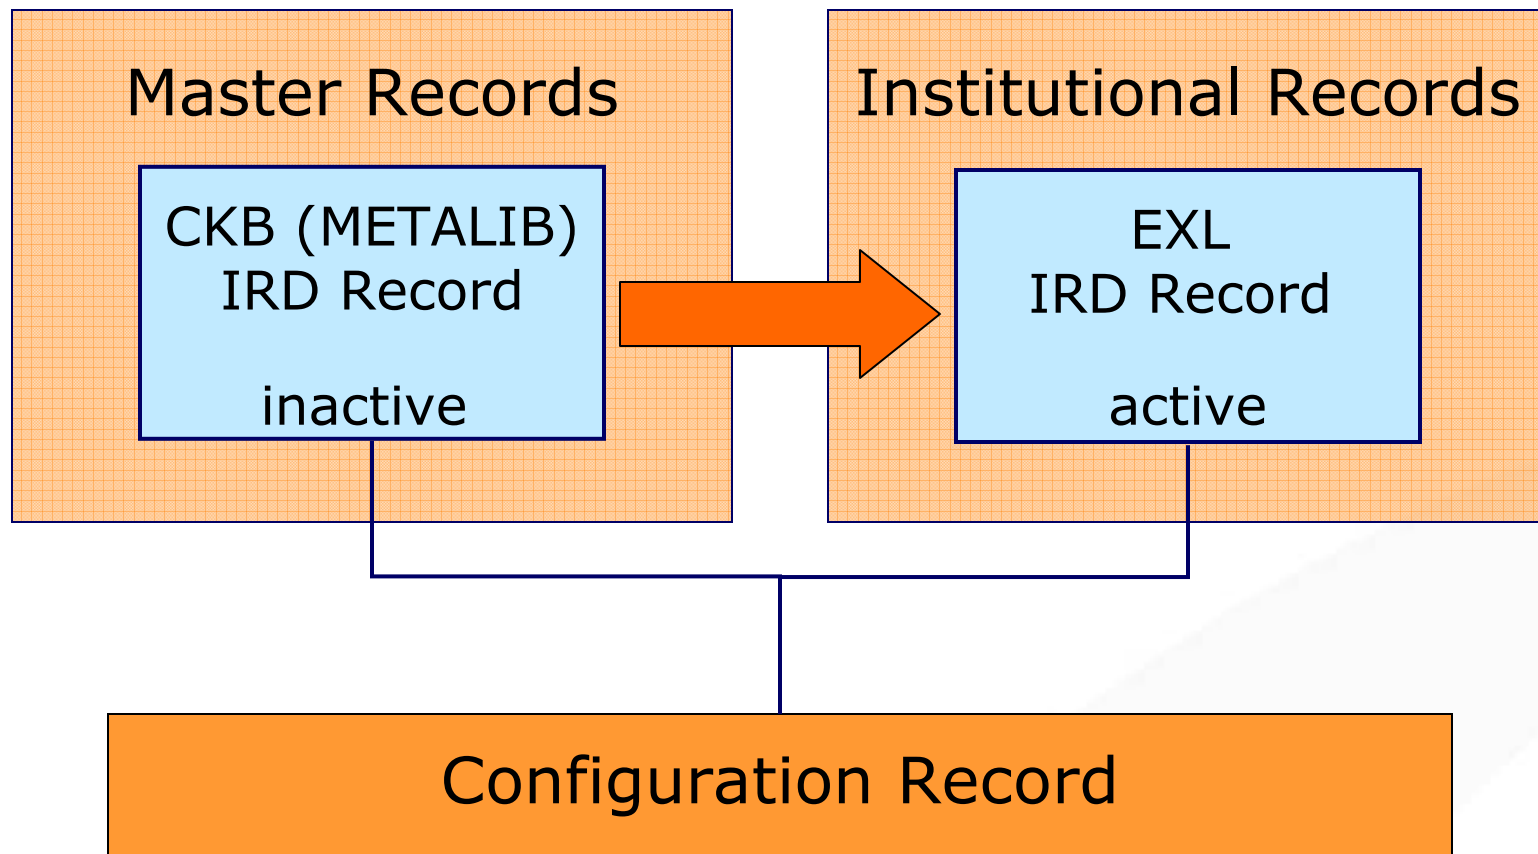 Master Records
CKB (METALIB)
IRD Record
inactive
Institutional Records
EXL
IRD Record
active
Configuration Record